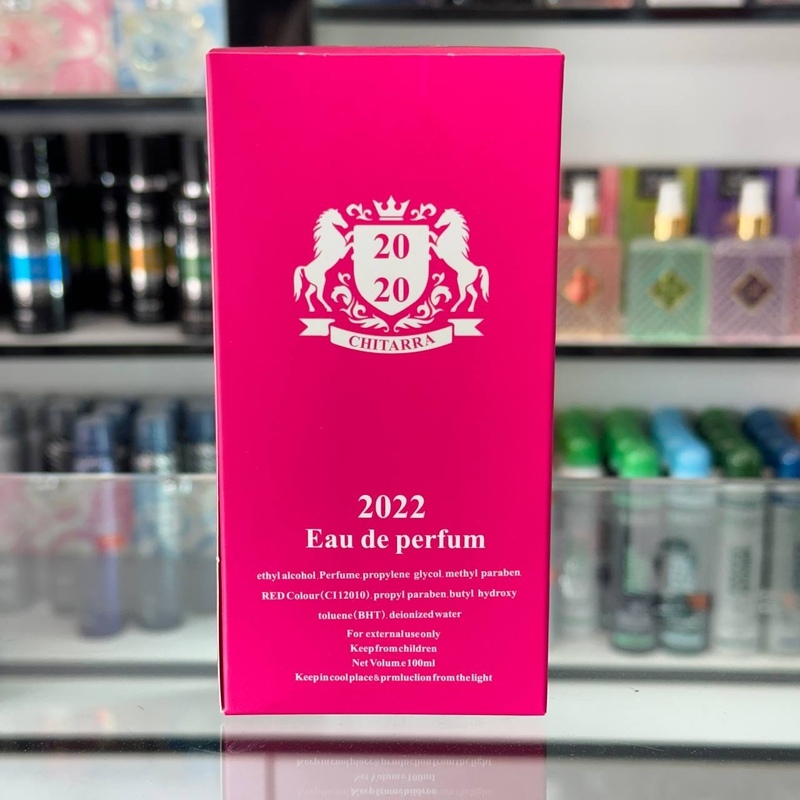 20
20
CHITARRA
2022
Eau de perfum
ethyl alcohol. Perfume. propylene glycol. methyl paraben.
RED Colour(C112010). propyl paraben. butyl hydroxy
toluene(BHT). deionized water
For external use only
Keep from children
Net Volum.e 100ml
Keep in cool place & prmluclion from the light